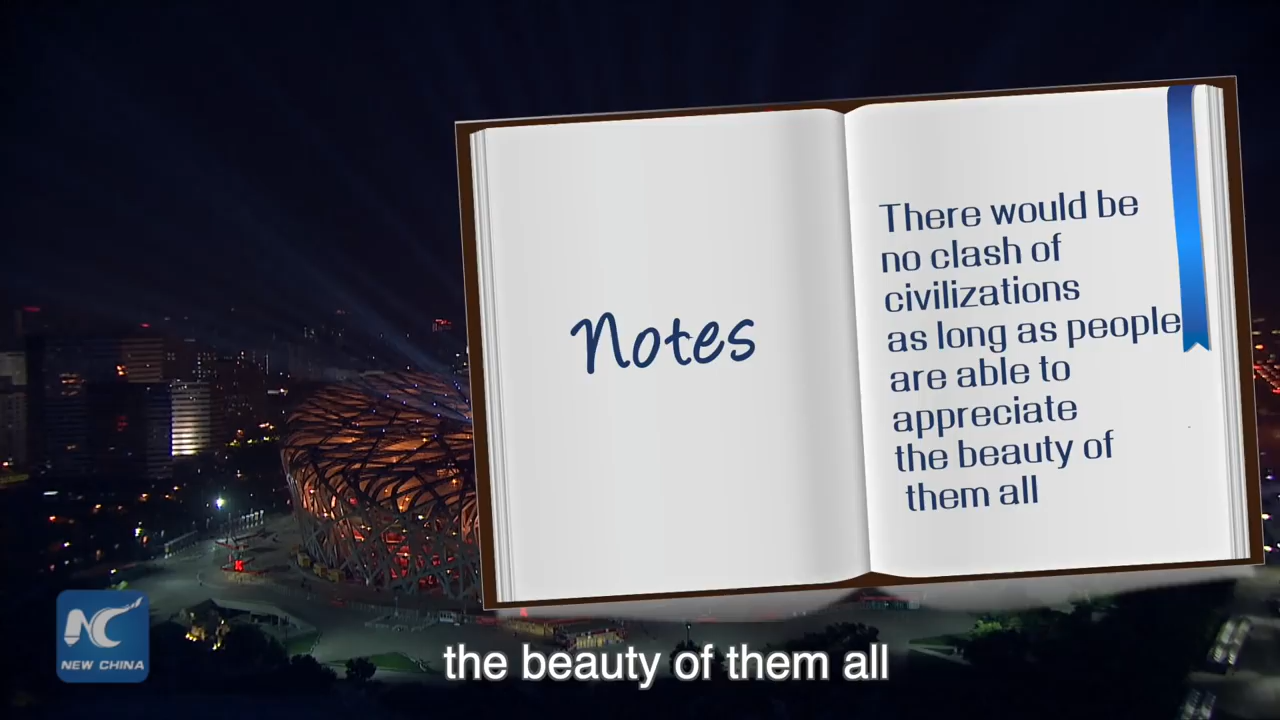 Notes
There would be
no clash of
civilizations
as long as people
are able to
appreciate
the beauty of
them all
NC
NEW CHINA
the beauty of them all